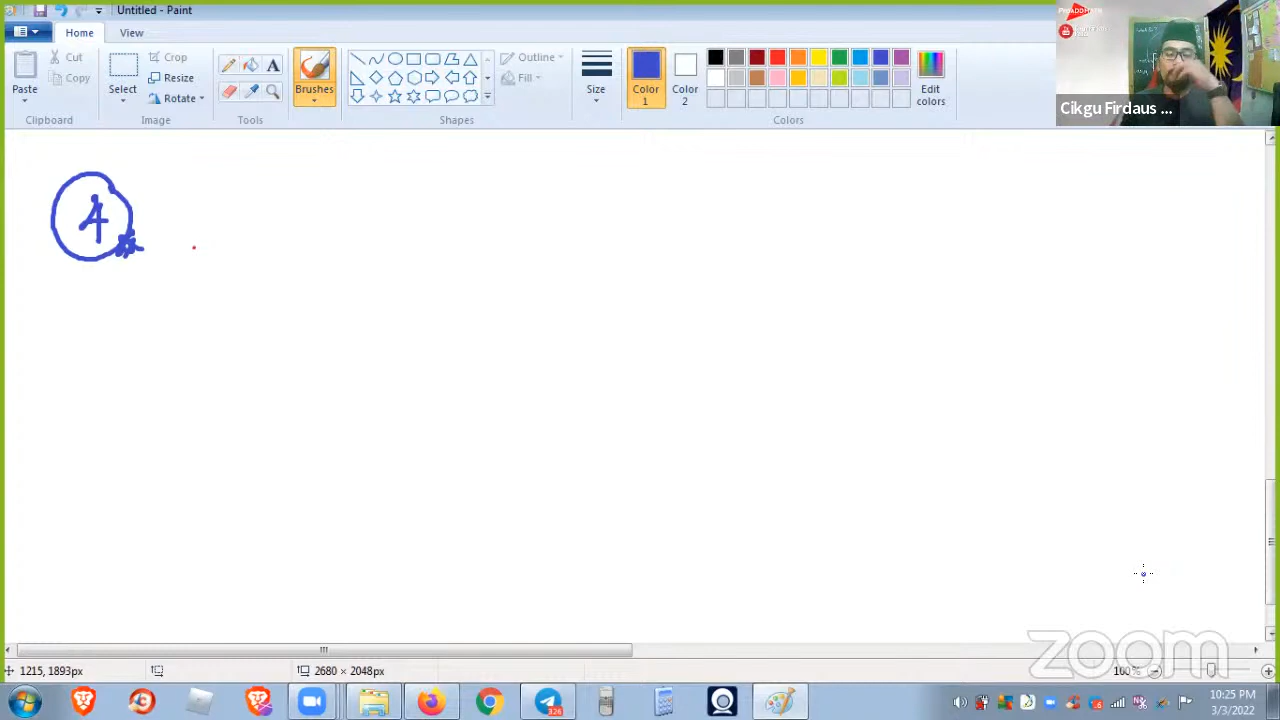 Untitled - Paint
Home View
Paste
Cut
Copy
Clipboard
Select
Crop
Resize
Rotate
Image
Tools
Brushes
Shapes
Outline
Fill
Size
Color 1
Color 2
Edit colors
Colors
Cikgu Firdaus ...
4
zoom
1215, 1893px
2680 × 2048px
100%
326
10:25 PM
3/3/2022